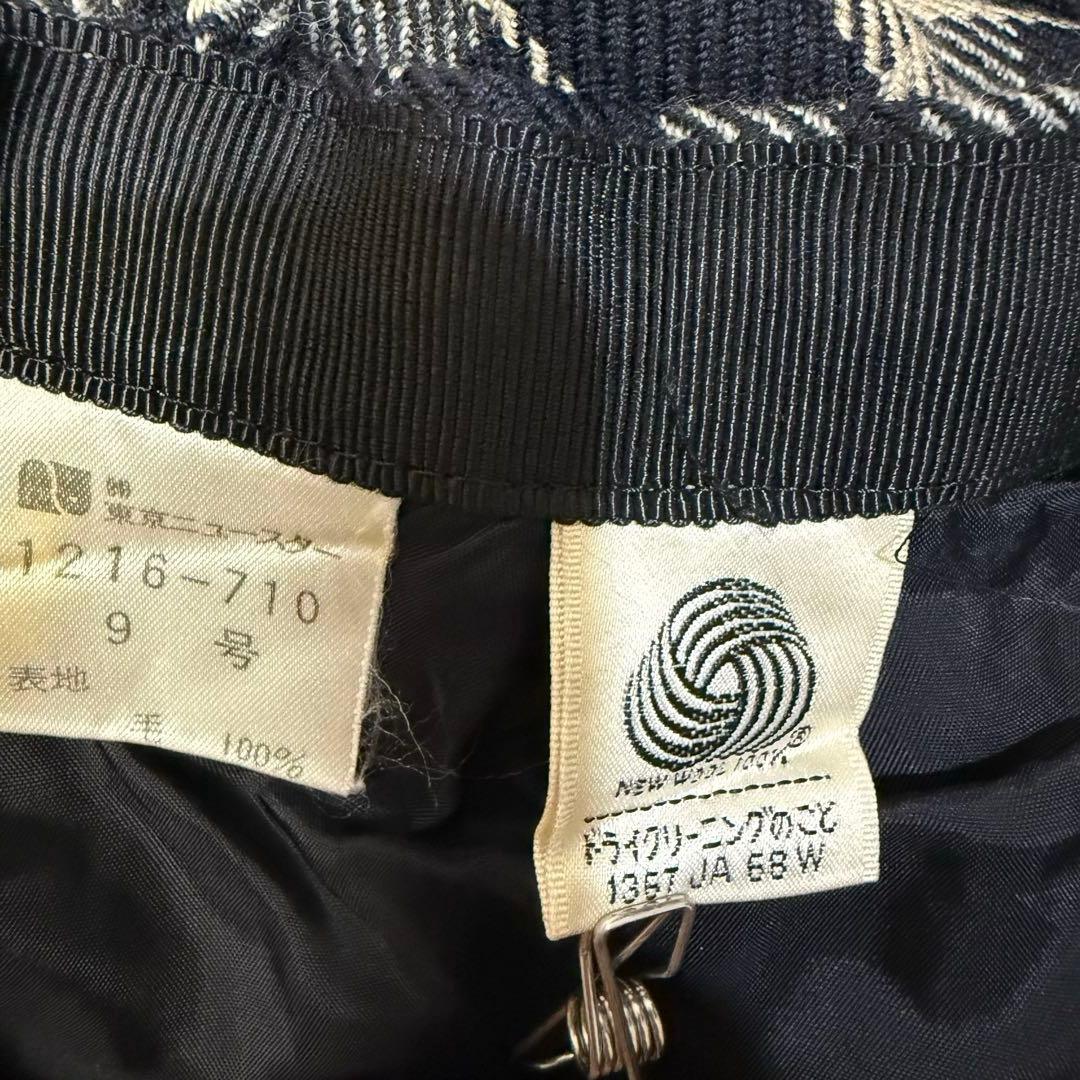 ㈱
東京ニュースター
1216-710
9 号
表地
毛 100%
NEW WOOL 100%
ドライクリーニングのこと
1367 JA 68 W